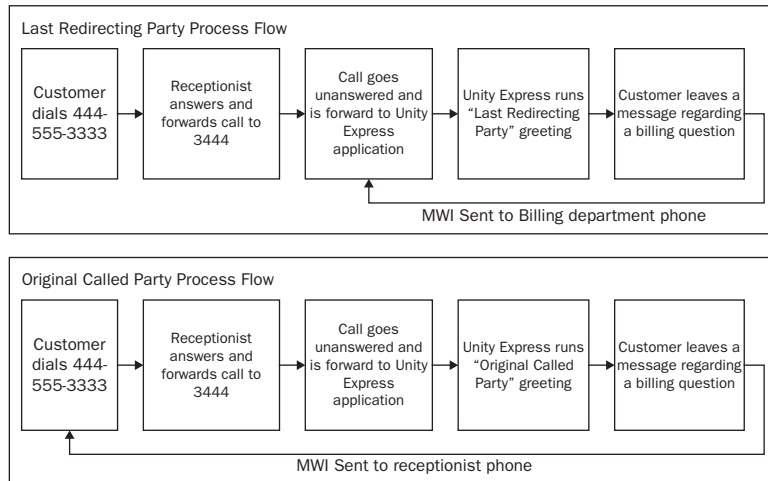 Last Redirecting Party Process Flow
Customer
dials 444-
555-3333
Receptionist
answers and
forwards call to
3444
Call goes
unanswered and
is forward to Unity
Express
application
Unity Express runs
“Last Redirecting
Party” greeting
Customer leaves a
message regarding
a billing question
MWI Sent to Billing department phone
Original Called Party Process Flow
Customer
dials 444-
555-3333
Receptionist
answers and
forwards call to
3444
Call goes
unanswered and
is forward to Unity
Express
application
Unity Express runs
“Original Called
Party” greeting
Customer leaves a
message regarding
a billing question
MWI Sent to receptionist phone